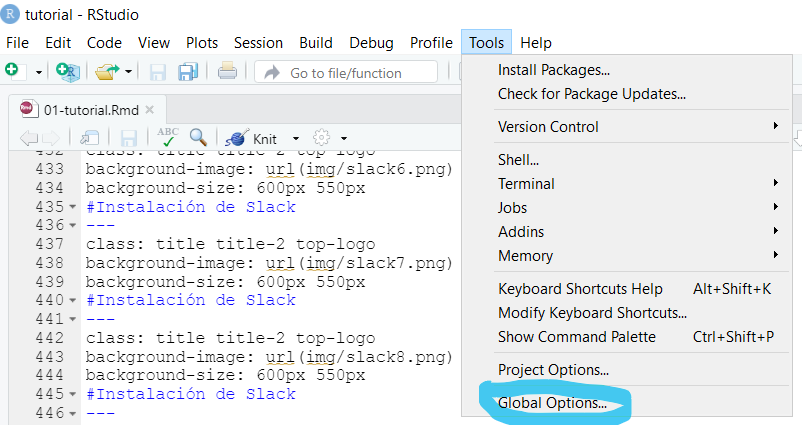 R tutorial - RStudio
File Edit Code View Plots Session Build Debug Profile Tools Help
Go to file/function
01-tutorial.Rmd
ABC Knit
432 class: title title-2 top-logo
433 background-image: url(img/slack6.png)
434 background-size: 600px 550px
435 #Instalación de Slack
436 ---
437 class: title title-2 top-logo
438 background-image: url(img/slack7.png)
439 background-size: 600px 550px
440 #Instalación de Slack
441 ---
442 class: title title-2 top-logo
443 background-image: url(img/slack8.png)
444 background-size: 600px 550px
445 #Instalación de Slack
446 ---
Install Packages...
Check for Package Updates...
Version Control
Shell...
Terminal
Jobs
Addins
Memory
Keyboard Shortcuts Help Alt+Shift+K
Modify Keyboard Shortcuts...
Show Command Palette Ctrl+Shift+P
Project Options...
Global Options...